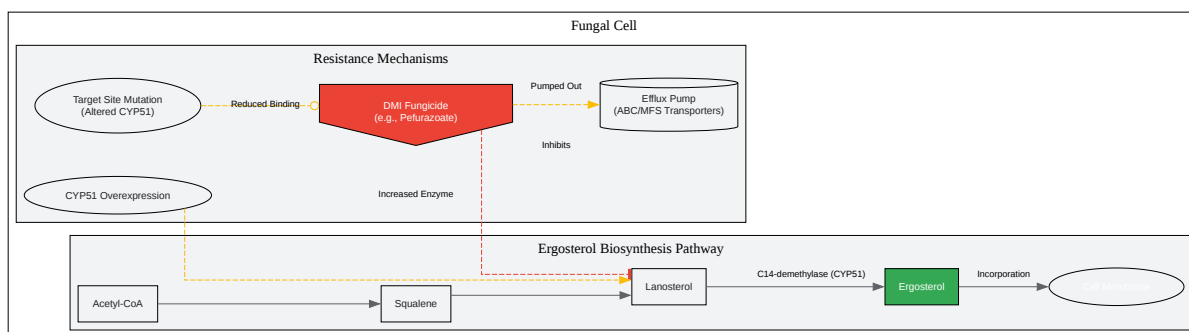 Fungal Cell
Resistance Mechanisms
Target Site Mutation
(Altered CYP51)
Reduced Binding
DMI Fungicide
(e.g., Pefurazoate)
Pumped Out
Efflux Pump
(ABC/MFS Transporters)
Inhibits
CYP51 Overexpression
Increased Enzyme
Ergosterol Biosynthesis Pathway
Acetyl-CoA
Squalene
Lanosterol
C14-demethylase (CYP51)
Ergosterol
Incorporation
Cell Membrane